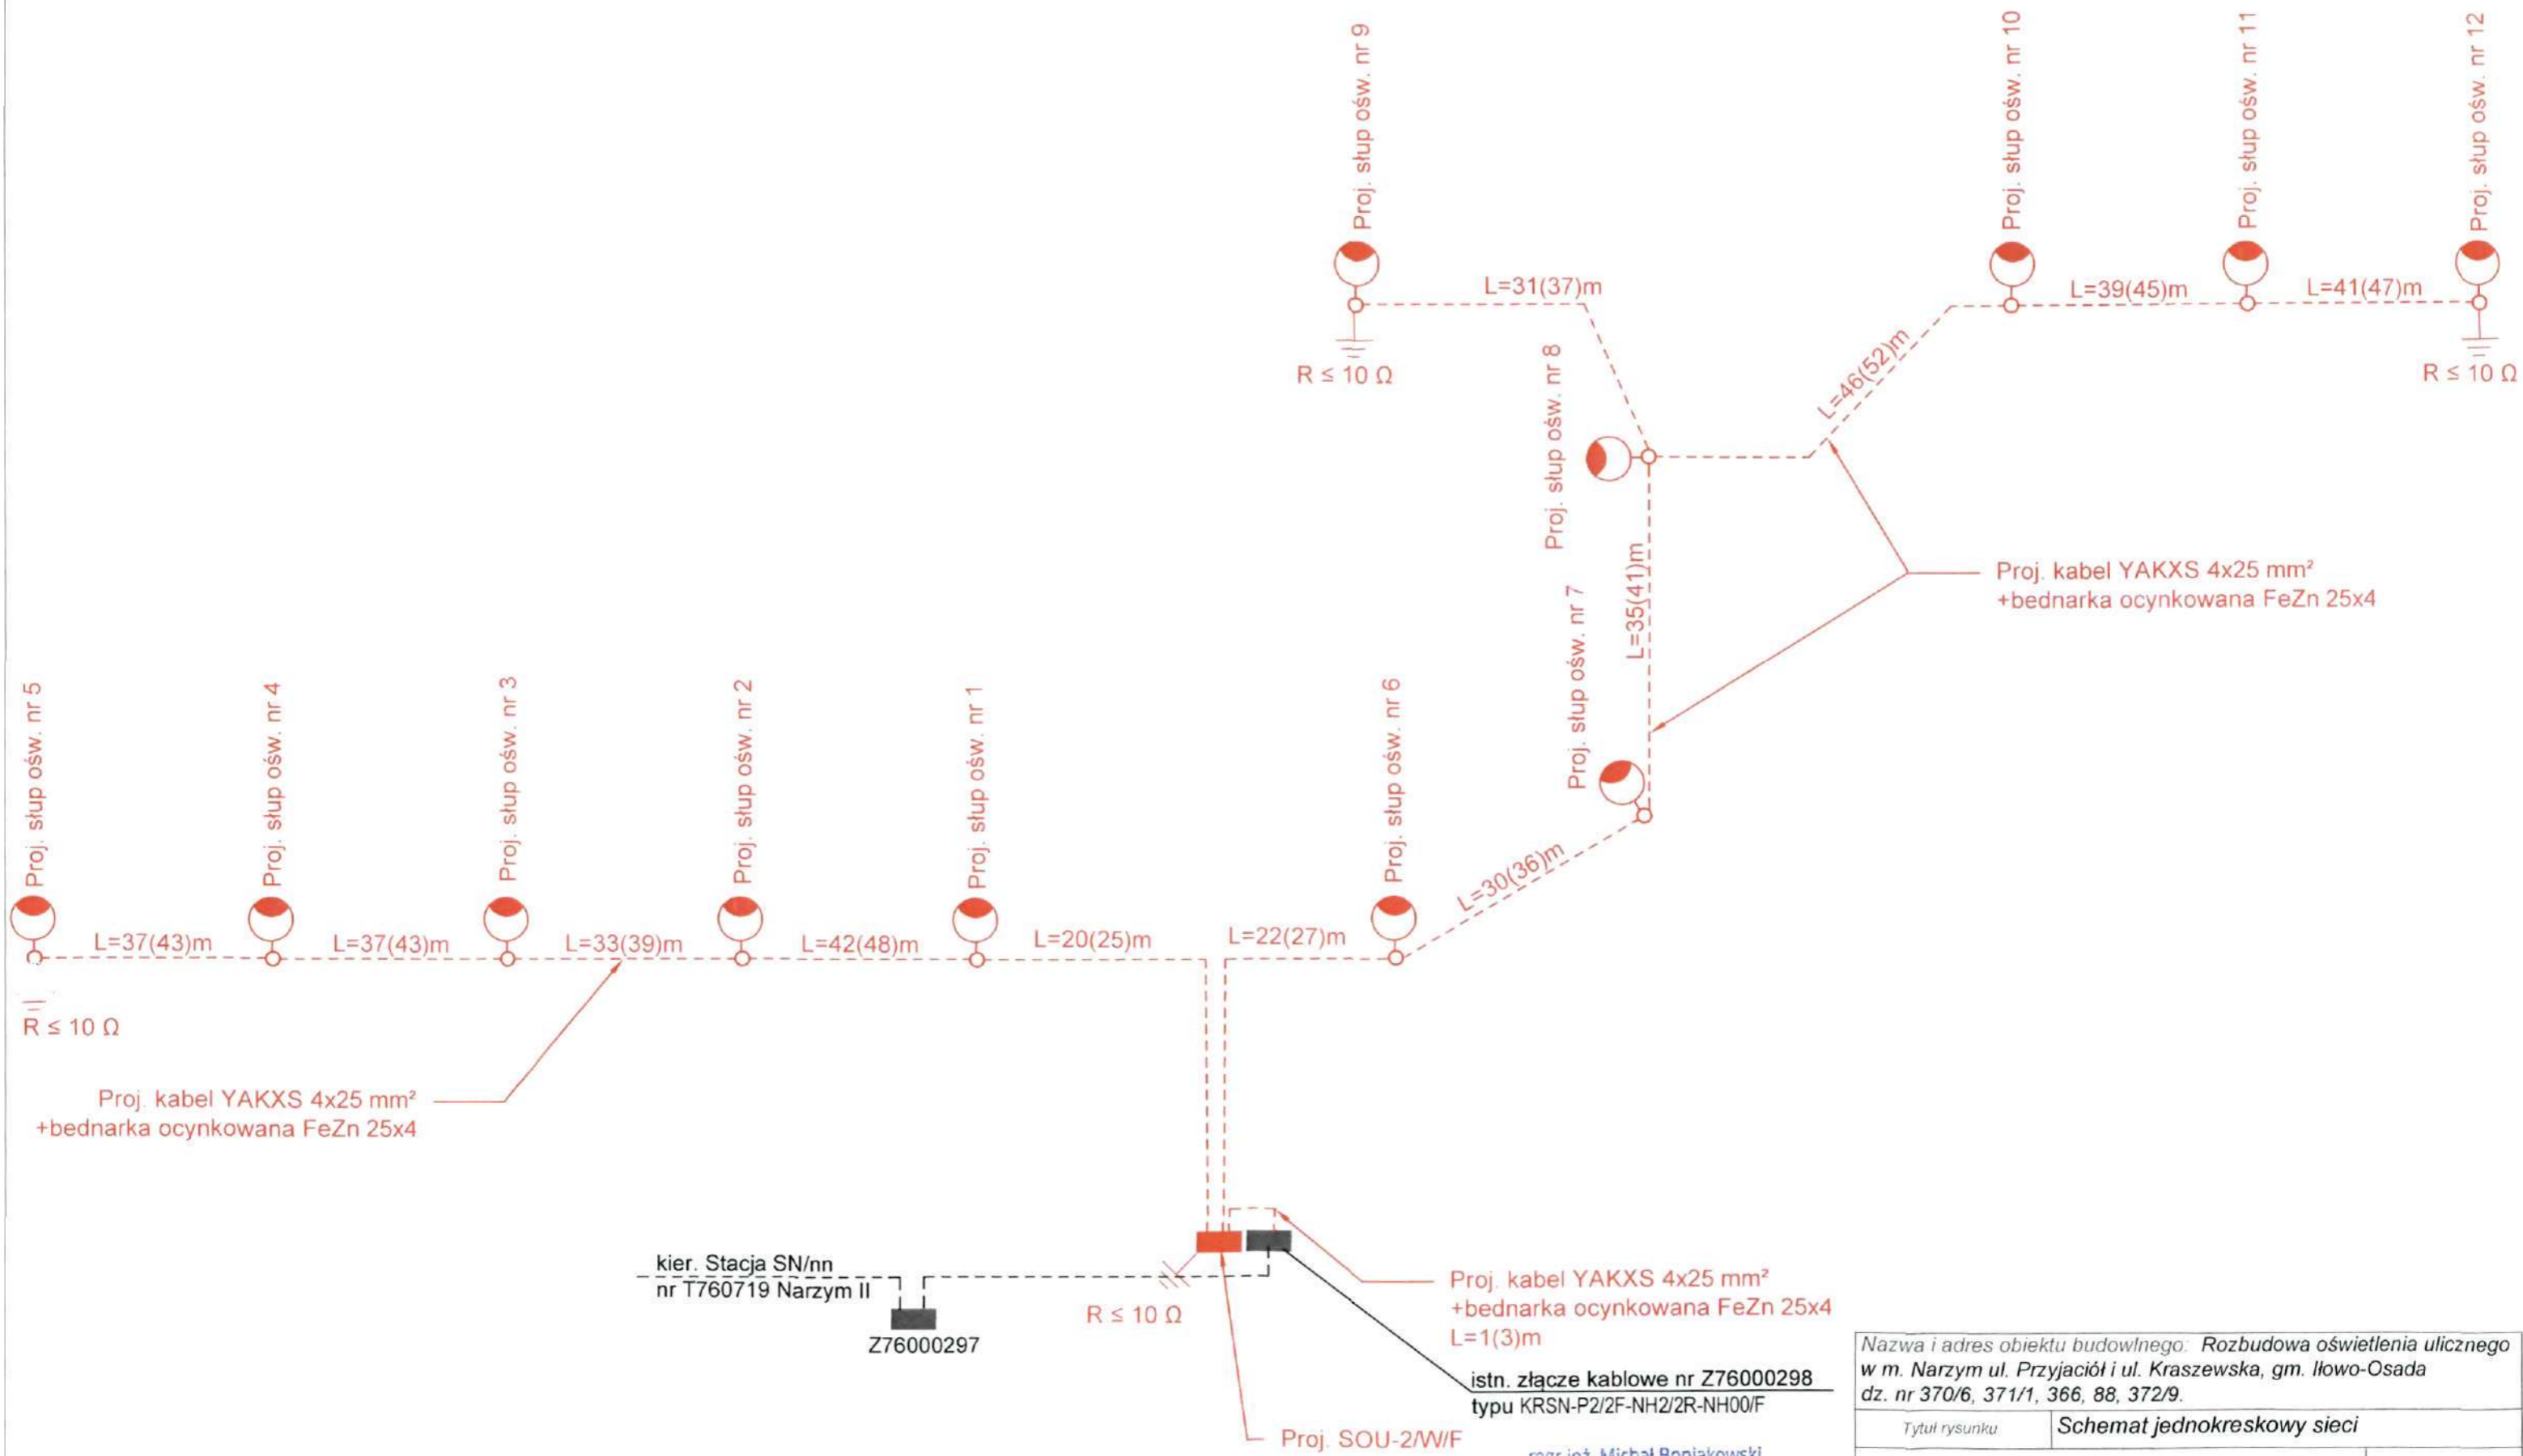 Proj. słup ośw. nr 9
Proj. słup ośw. nr 10
Proj. słup ośw. nr 11
Proj. słup ośw. nr 12
L=31(37)m
L=39(45)m
L=41(47)m
R ≤ 10 Ω
R ≤ 10 Ω
L=46(52)m
Proj. słup ośw. nr 8
L=35(41)m
Proj. kabel YAKXS 4x25 mm²
+bednarka ocynkowana FeZn 25x4
Proj. słup ośw. nr 7
Proj. słup ośw. nr 5
Proj. słup ośw. nr 4
Proj. słup ośw. nr 3
Proj. słup ośw. nr 2
Proj. słup ośw. nr 1
Proj. słup ośw. nr 6
L=30(36)m
L=37(43)m
L=37(43)m
L=33(39)m
L=42(48)m
L=20(25)m
L=22(27)m
R ≤ 10 Ω
Proj. kabel YAKXS 4x25 mm²
+bednarka ocynkowana FeZn 25x4
kier. Stacja SN/nn
nr T760719 Narzym II
Z76000297
R ≤ 10 Ω
Proj. kabel YAKXS 4x25 mm²
+bednarka ocynkowana FeZn 25x4
L=1(3)m
istn. złącze kablowe nr Z76000298
typu KRSN-P2/2F-NH2/2R-NH00/F
Proj. SOU-2/W/F
Nazwa i adres obiektu budowlnego: Rozbudowa oświetlenia ulicznego
w m. Narzym ul. Przyjaciół i ul. Kraszewska, gm. Iłowo-Osada
dz. nr 370/6, 371/1, 366, 88, 372/9.
Tytuł rysunku
Schemat jednokreskowy sieci
inż. Michał